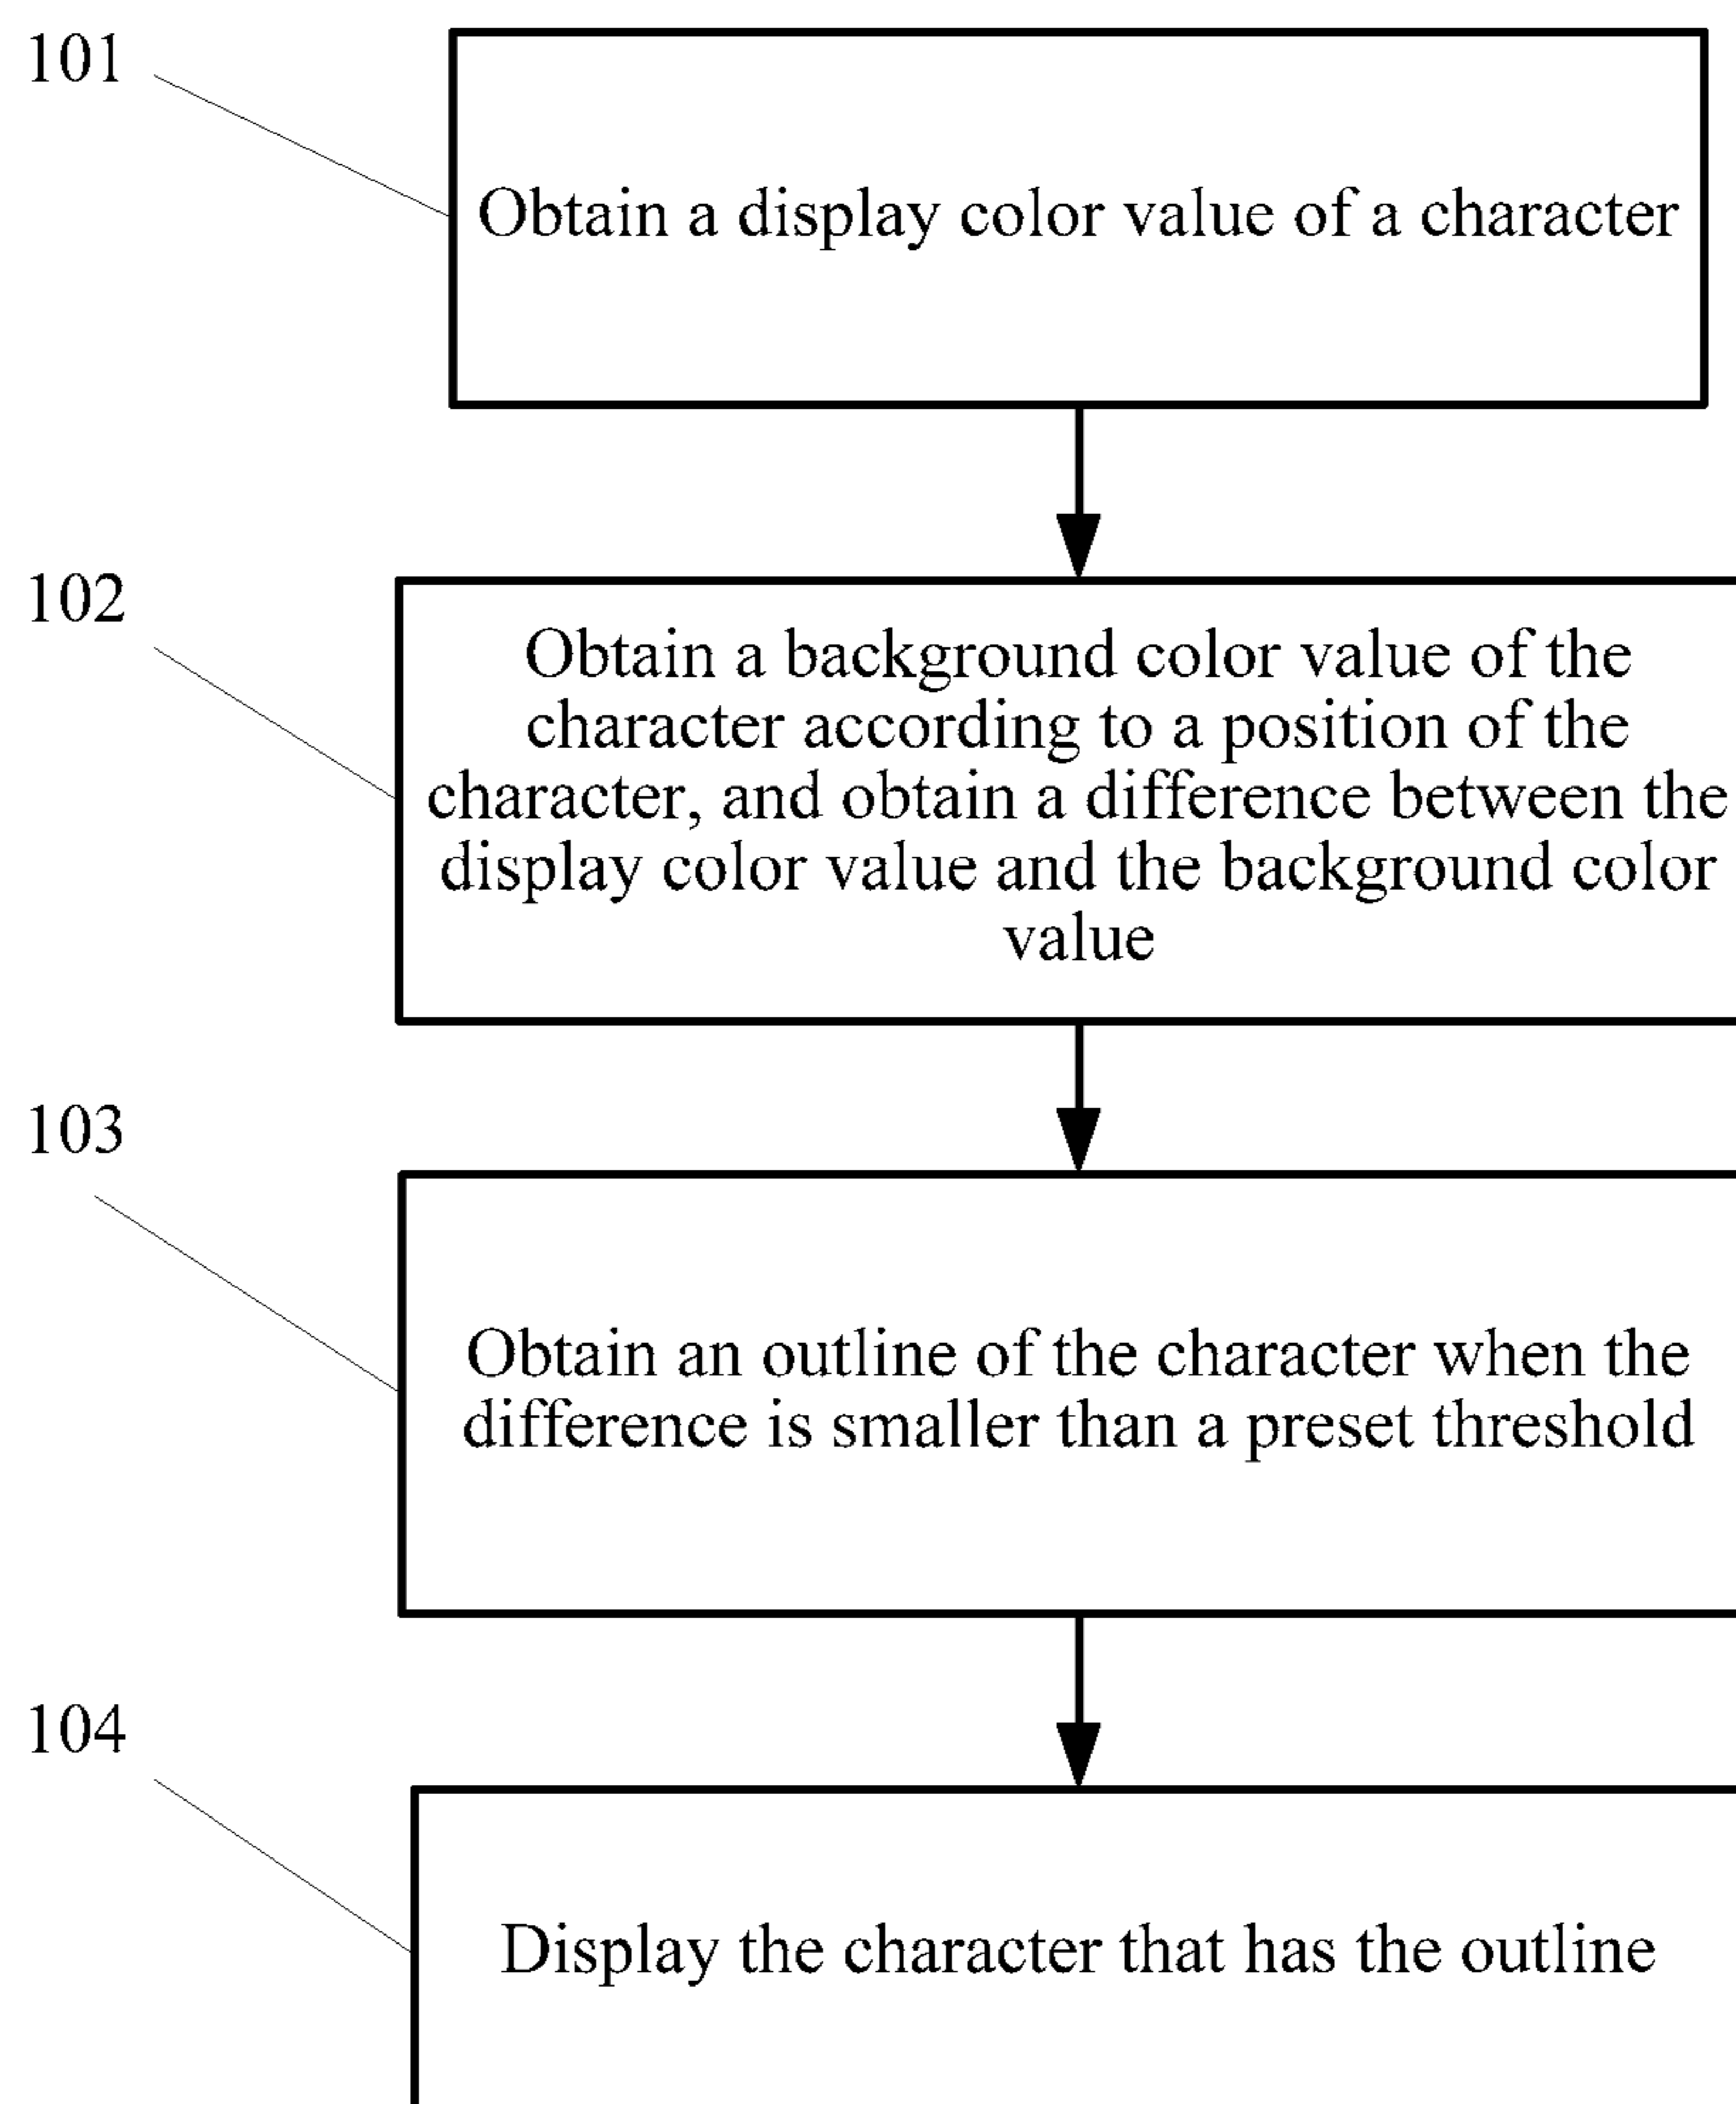 101
Obtain a display color value of a character
102
Obtain a background color value of the
character according to a position of the
character, and obtain a difference between the
display color value and the background color
value
103
Obtain an outline of the character when the
difference is smaller than a preset threshold
104
Display the character that has the outline